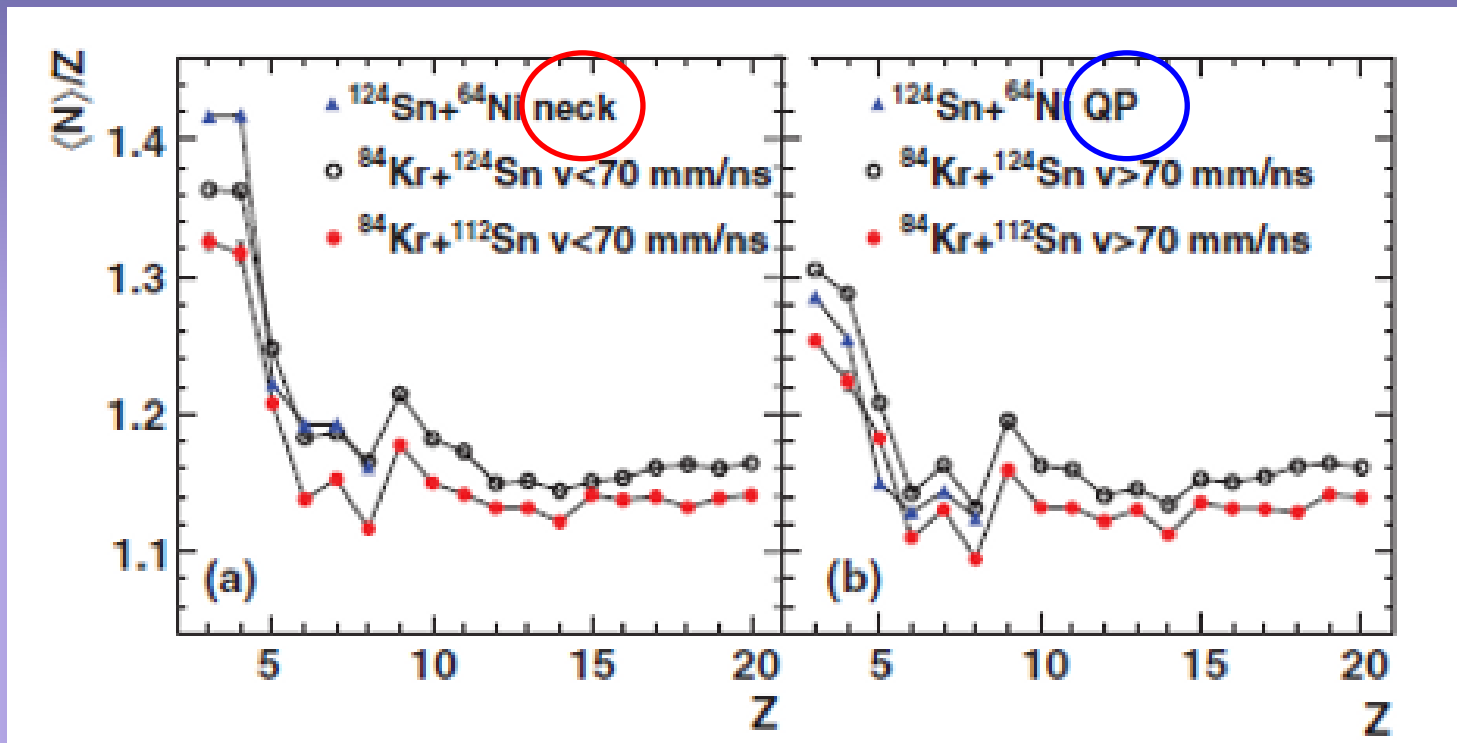 ⟨N⟩/Z
1.4
1.3
1.2
1.1
▲ ¹²⁴Sn+⁶⁴Ni neck
○ ⁸⁴Kr+¹²⁴Sn v<70 mm/ns
● ⁸⁴Kr+¹¹²Sn v<70 mm/ns
(a)
▲ ¹²⁴Sn+⁶⁴Ni QP
○ ⁸⁴Kr+¹²⁴Sn v>70 mm/ns
● ⁸⁴Kr+¹¹²Sn v>70 mm/ns
(b)
5 10 15 20
Z
5 10 15 20
Z